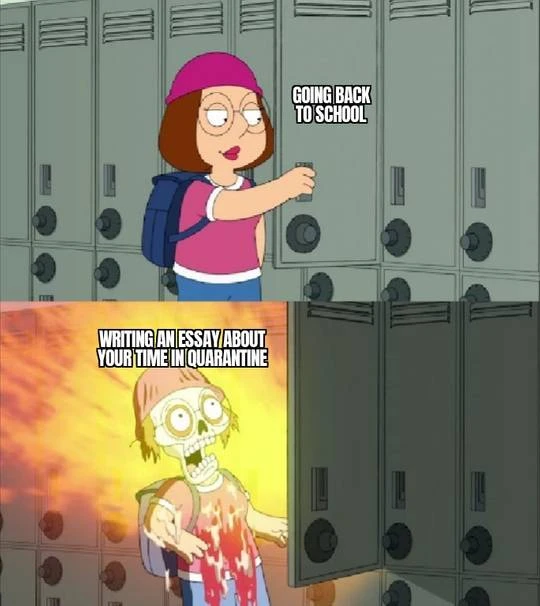 GOING BACK
TO SCHOOL
WRITING AN ESSAY ABOUT
YOUR TIME IN QUARANTINE